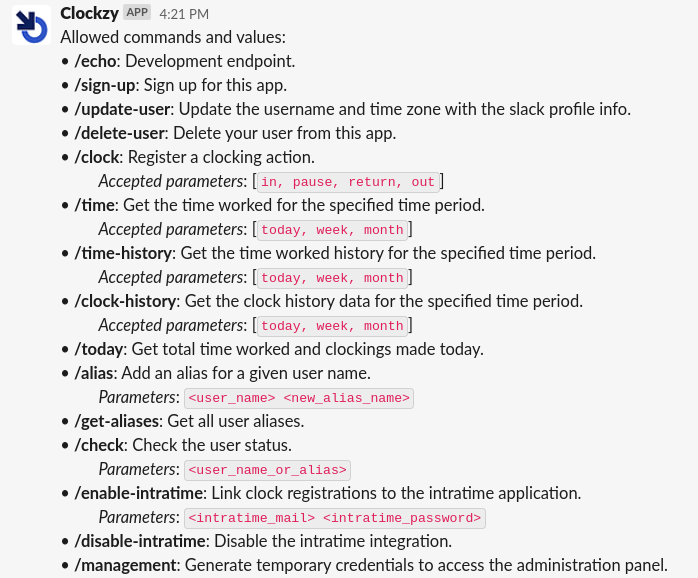 Clockzy APP 4:21 PM
Allowed commands and values:
• /echo: Development endpoint.
• /sign-up: Sign up for this app.
• /update-user: Update the username and time zone with the slack profile info.
• /delete-user: Delete your user from this app.
• /clock: Register a clocking action.
Accepted parameters: [in, pause, return, out]
• /time: Get the time worked for the specified time period.
Accepted parameters: [today, week, month]
• /time-history: Get the time worked history for the specified time period.
Accepted parameters: [today, week, month]
• /clock-history: Get the clock history data for the specified time period.
Accepted parameters: [today, week, month]
• /today: Get total time worked and clockings made today.
• /alias: Add an alias for a given user name.
Parameters: <user_name> <new_alias_name>
• /get-aliases: Get all user aliases.
• /check: Check the user status.
Parameters: <user_name_or_alias>
• /enable-intratime: Link clock registrations to the intratime application.
Parameters: <intratime_mail> <intratime_password>
• /disable-intratime: Disable the intratime integration.
• /management: Generate temporary credentials to access the administration panel.